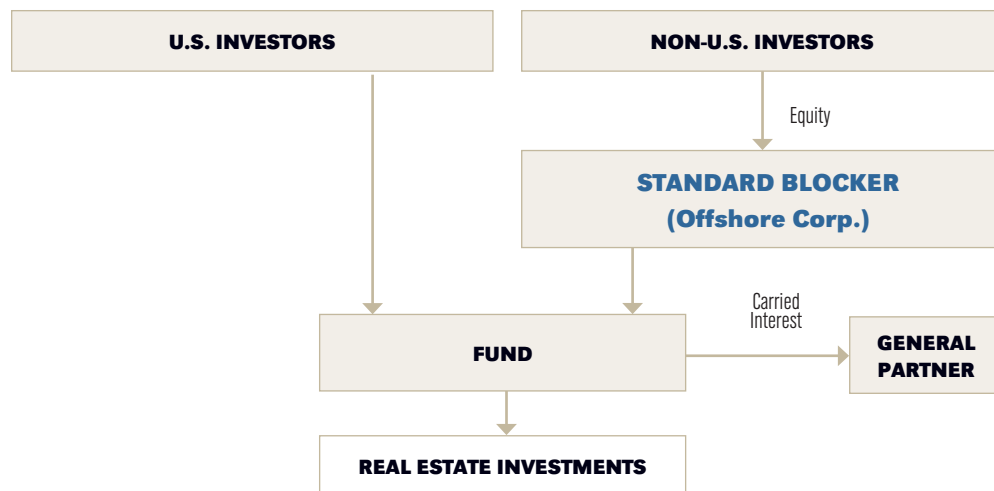 U.S. INVESTORS
NON-U.S. INVESTORS
Equity
STANDARD BLOCKER
(Offshore Corp.)
Carried
Interest
FUND
GENERAL
PARTNER
REAL ESTATE INVESTMENTS